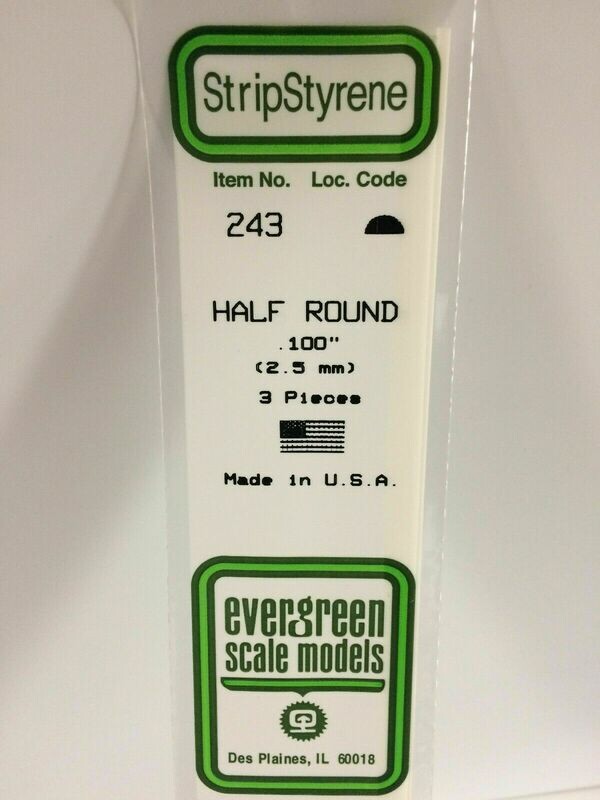 StripStyrene
Item No. Loc. Code
243
HALF ROUND
.100"
(2.5 mm)
3 Pieces
Made in U.S.A.
evergreen
scale models
Des Plaines, IL 60018